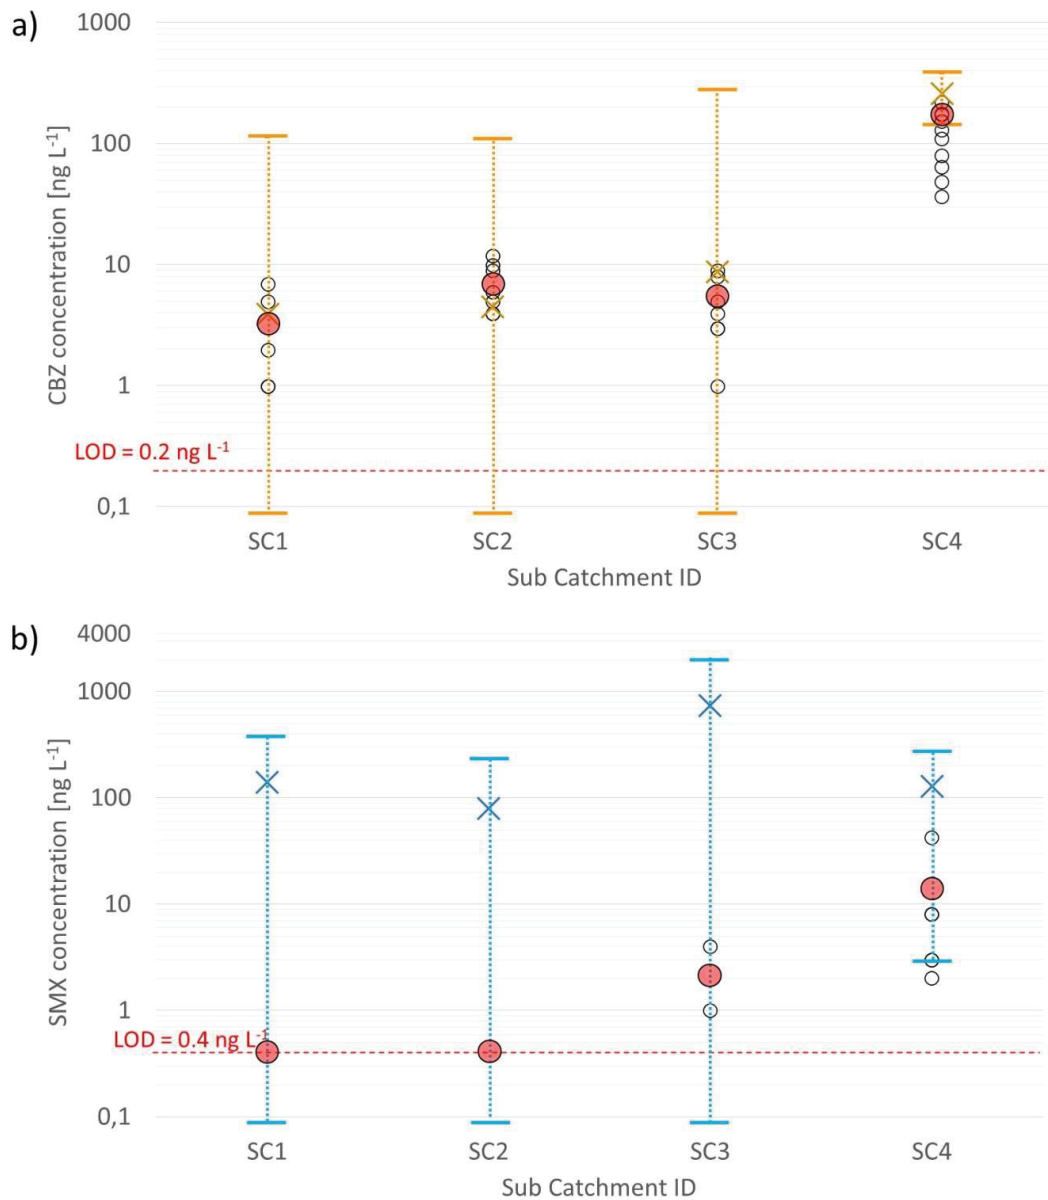 a)
1000
100
10
1
0,1
CBZ concentration [ng L⁻¹]
LOD = 0.2 ng L⁻¹
SC1 SC2 SC3 SC4
Sub Catchment ID
b)
4000
1000
100
10
1
0,1
SMX concentration [ng L⁻¹]
LOD = 0.4 ng L⁻¹
SC1 SC2 SC3 SC4
Sub Catchment ID